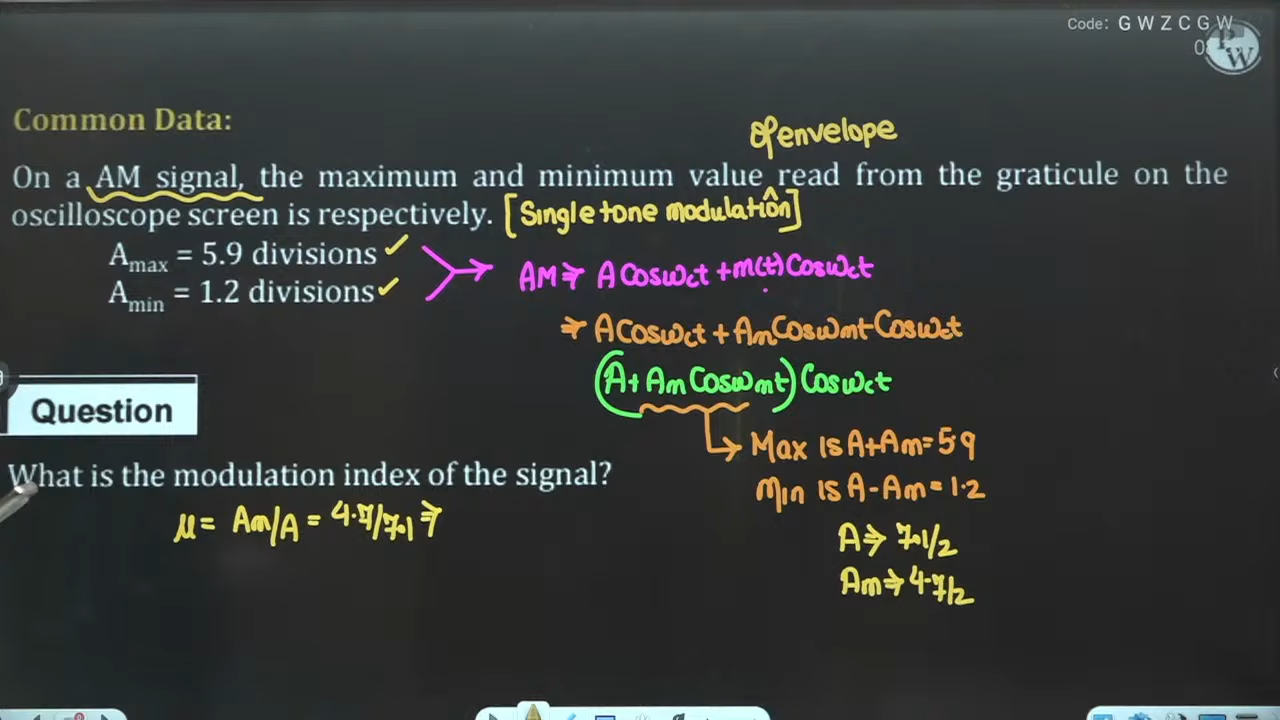 Code: G W Z C G W
P
W
Common Data:
of envelope
On a AM signal, the maximum and minimum value read from the graticule on the
oscilloscope screen is respectively. [Single tone modulation]
Amax = 5.9 divisions ✓
Amin = 1.2 divisions ✓
AM ⇒ A Cosωct + m(t) Cosωct
⇒ A Cosωct + Am Cosωmt Cosωct
(A + Am Cosωmt) Cosωct
Question
Max is A+Am = 5.9
Min is A-Am = 1.2
What is the modulation index of the signal?
μ = Am/A = 4.7/7.1 ⇒
A ⇒ 7.1/2
Am ⇒ 4.7/2